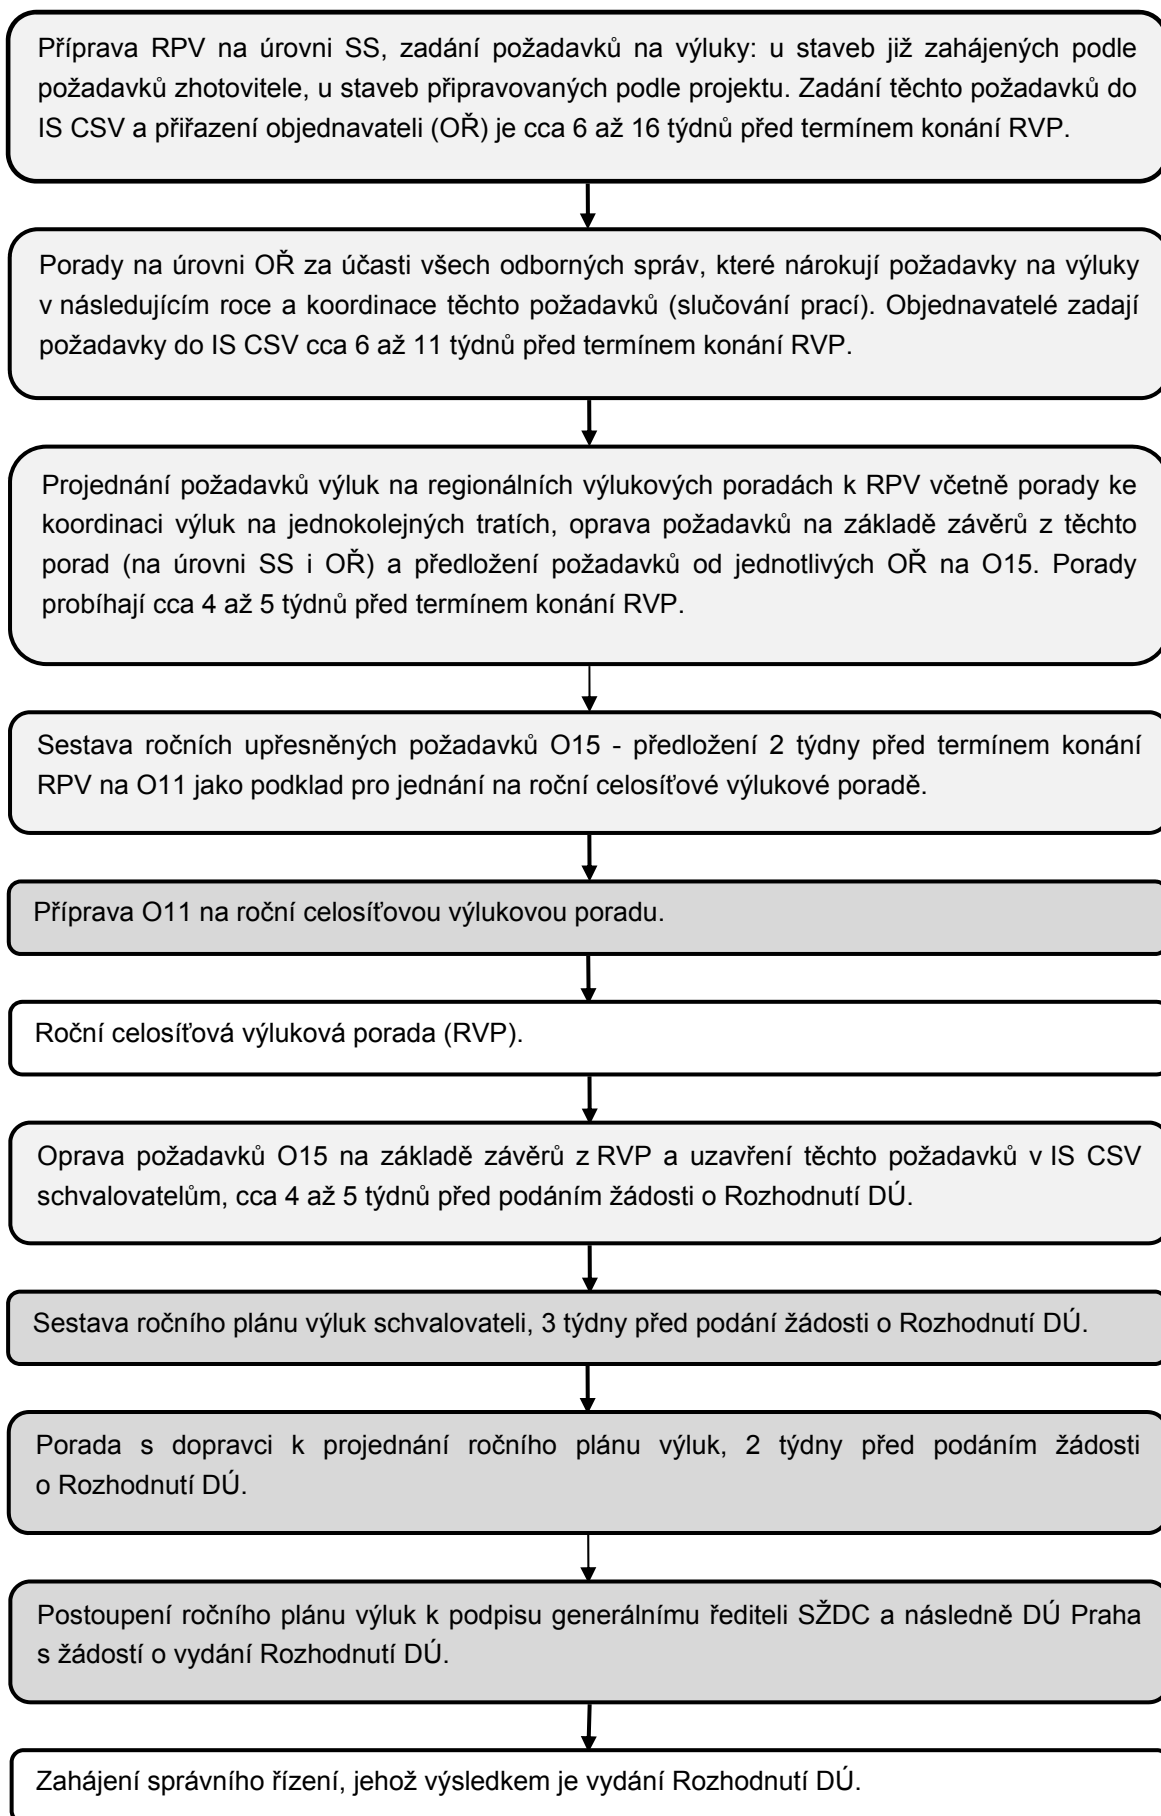 Příprava RPV na úrovni SS, zadání požadavků na výluky: u staveb již zahájených podle
požadavků zhotovitele, u staveb připravovaných podle projektu. Zadání těchto požadavků do
IS CSV a přiřazení objednavateli (OŘ) je cca 6 až 16 týdnů před termínem konání RVP.
Porady na úrovni OŘ za účasti všech odborných správ, které nárokují požadavky na výluky
v následujícím roce a koordinace těchto požadavků (slučování prací). Objednavatelé zadají
požadavky do IS CSV cca 6 až 11 týdnů před termínem konání RVP.
Projednání požadavků výluk na regionálních výlukových poradách k RPV včetně porady ke
koordinaci výluk na jednokolejných tratích, oprava požadavků na základě závěrů z těchto
porad (na úrovni SS i OŘ) a předložení požadavků od jednotlivých OŘ na O15. Porady
probíhají cca 4 až 5 týdnů před termínem konání RVP.
Sestava ročních upřesněných požadavků O15 - předložení 2 týdny před termínem konání
RPV na O11 jako podklad pro jednání na roční celosíťové výlukové poradě.
Příprava O11 na roční celosíťovou výlukovou poradu.
Roční celosíťová výluková porada (RVP).
Oprava požadavků O15 na základě závěrů z RVP a uzavření těchto požadavků v IS CSV
schvalovatelům, cca 4 až 5 týdnů před podáním žádosti o Rozhodnutí DÚ.
Sestava ročního plánu výluk schvalovateli, 3 týdny před podání žádosti o Rozhodnutí DÚ.
Porada s dopravci k projednání ročního plánu výluk, 2 týdny před podáním žádosti
o Rozhodnutí DÚ.
Postoupení ročního plánu výluk k podpisu generálnímu řediteli SŽDC a následně DÚ Praha
s žádostí o vydání Rozhodnutí DÚ.
Zahájení správního řízení, jehož výsledkem je vydání Rozhodnutí DÚ.